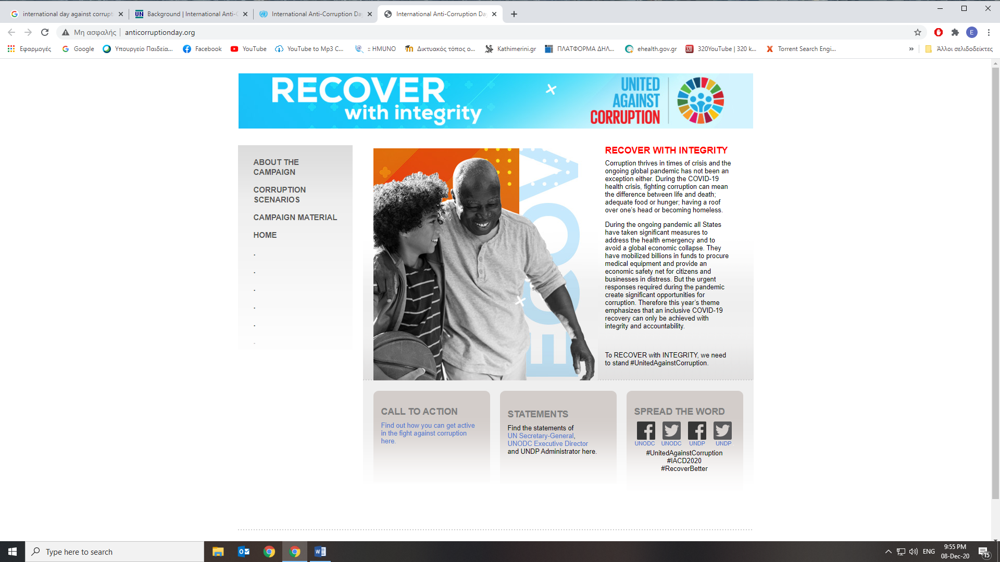 international day against corrupt
Background | International Anti-C
International Anti-Corruption Da
International Anti-Corruption Da
Μη ασφαλής
anticorruptionday.org
E
Εφαρμογές
Google
Υπουργείο Παιδεία...
Facebook
YouTube
YouTube to Mp3 C...
:: HMUNO
Δικτυακός τόπος ο...
Kathimerini.gr
ΠΛΑΤΦΟΡΜΑ ΔΗΛ...
ehealth.gov.gr
320YouTube | 320 k...
Torrent Search Engi...
»
Άλλοι σελιδοδείκτες
RECOVER
with integrity
UNITED
AGAINST
CORRUPTION
ABOUT THE
CAMPAIGN
CORRUPTION
SCENARIOS
CAMPAIGN MATERIAL
HOME
.
.
.
.
.
.
ECOV
RECOVER WITH INTEGRITY
Corruption thrives in times of crisis and the
ongoing global pandemic has not been an
exception either. During the COVID-19
health crisis, fighting corruption can mean
the difference between life and death;
adequate food or hunger; having a roof
over one’s head or becoming homeless.
During the ongoing pandemic all States
have taken significant measures to
address the health emergency and to
avoid a global economic collapse. They
have mobilized billions in funds to procure
medical equipment and provide an
economic safety net for citizens and
businesses in distress. But the urgent
responses required during the pandemic
create significant opportunities for
corruption. Therefore this year’s theme
emphasizes that an inclusive COVID-19
recovery can only be achieved with
integrity and accountability.
To RECOVER with INTEGRITY, we need
to stand #UnitedAgainstCorruption.
CALL TO ACTION
Find out how you can get active
in the fight against corruption
here.
STATEMENTS
Find the statements of
UN Secretary-General,
UNODC Executive Director
and UNDP Administrator here.
SPREAD THE WORD
UNODC UNODC UNDP UNDP
#UnitedAgainstCorruption
#IACD2020
#RecoverBetter
Type here to search
ENG
9:55 PM
08-Dec-20
15